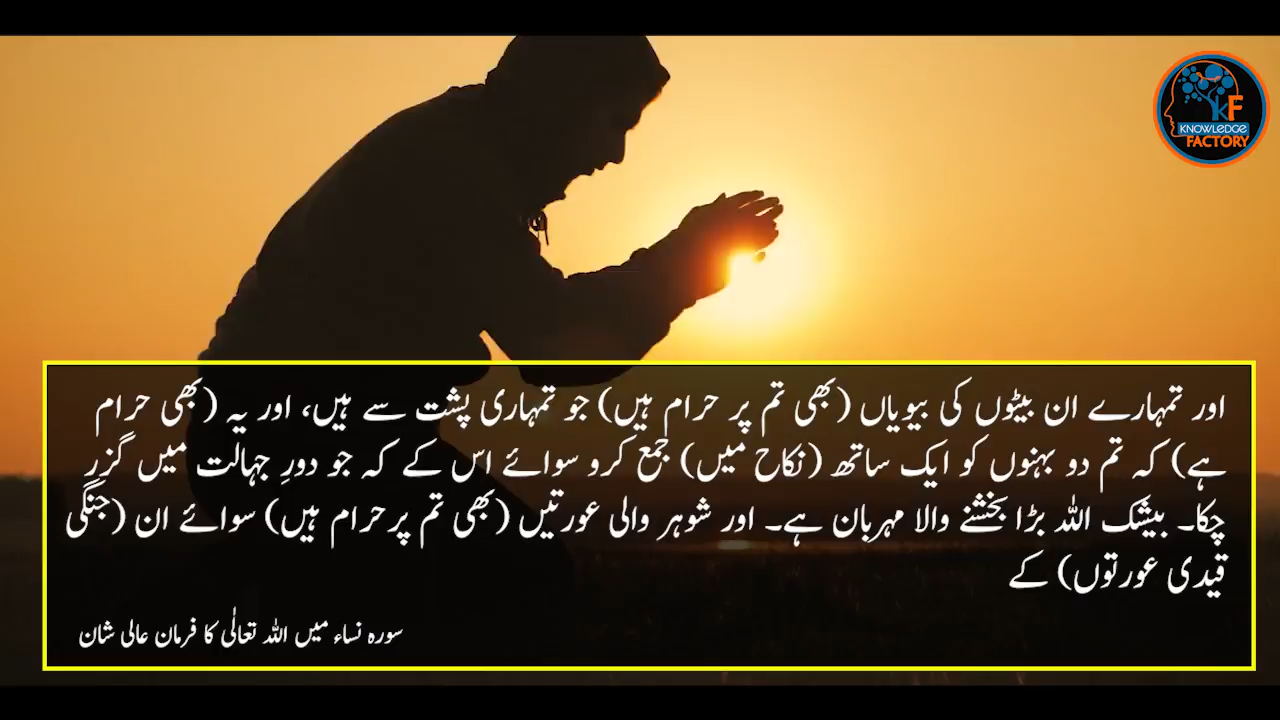 KF
KNOWLEDGE
FACTORY
اور تمہارے ان بیٹوں کی بیویاں (بھی تم پر حرام ہیں) جو تمہاری پشت سے ہیں، اور یہ (بھی حرام
ہے) کہ تم دو بہنوں کو ایک ساتھ (نکاح میں) جمع کرو سوائے اس کے کہ جو دورِ جہالت میں گزر
چکا۔ بیشک اللہ بڑا بخشنے والا مہربان ہے۔ اور شوہر والی عورتیں (بھی تم پرحرام ہیں) سوائے ان (جنگی
قیدی عورتوں) کے
سورہ نساء میں اللہ تعالٰی کا فرمان عالی شان